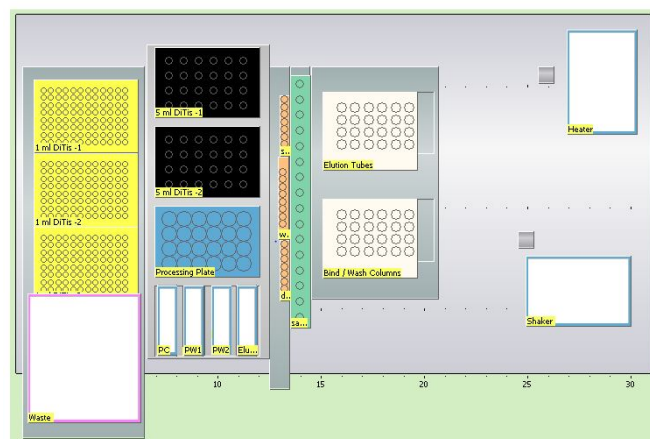 5 ml DiTis -1
1 ml DiTis -1
5 ml DiTis -2
1 ml DiTis -2
Processing Plate
PC
PW1
PW2
Elu...
Waste
s...
w..
d..
sa...
Elution Tubes
Bind / Wash Columns
Heater
Shaker
10
15
20
25
30